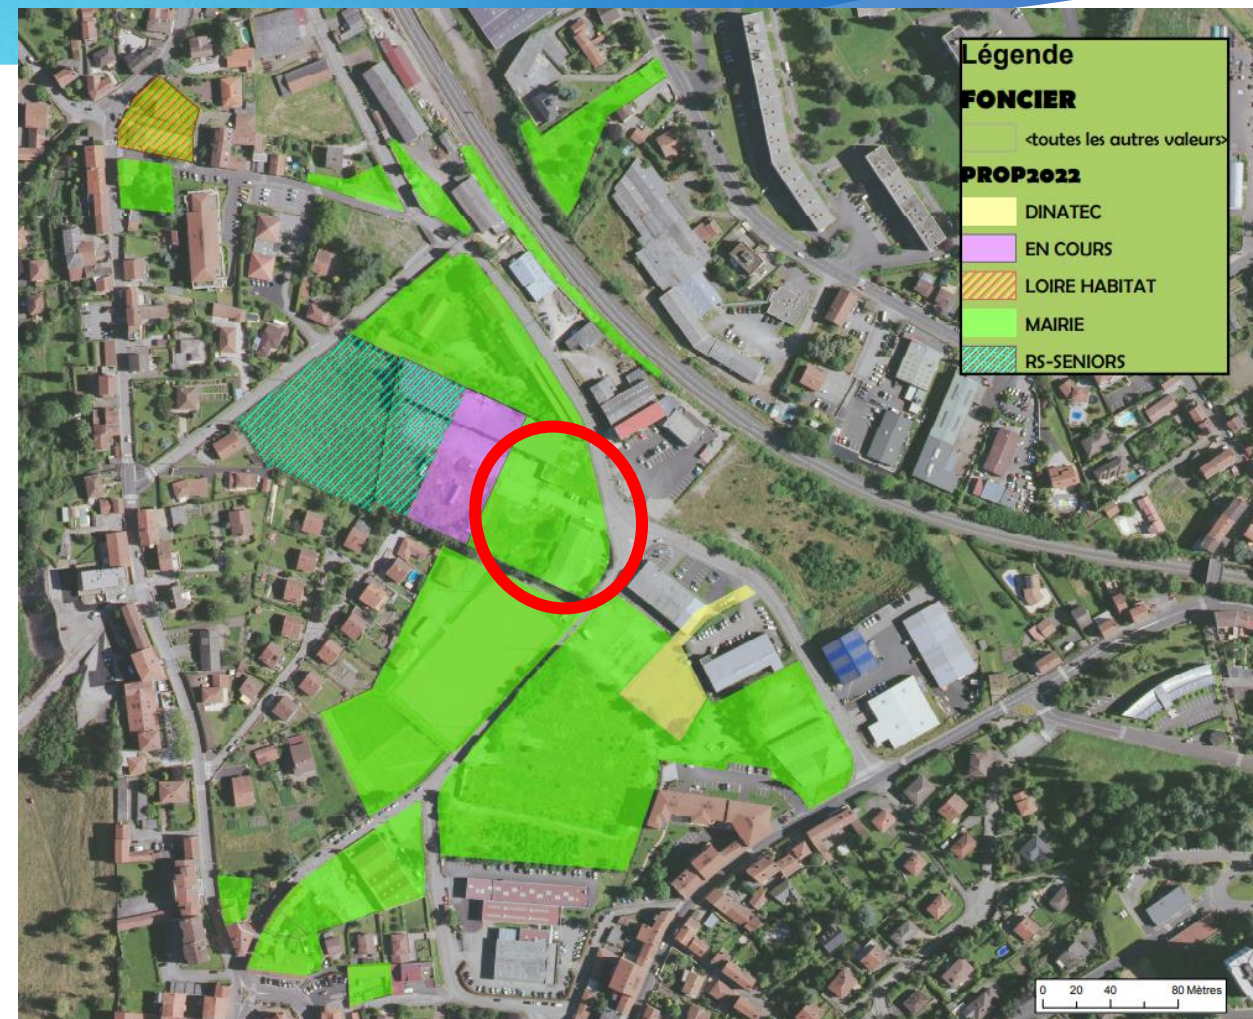 Légende
FONCIER
<toutes les autres valeurs>
PROP2022
DINATEC
EN COURS
LOIRE HABITAT
MAIRIE
RS-SENIORS
0 20 40 80 Mètres